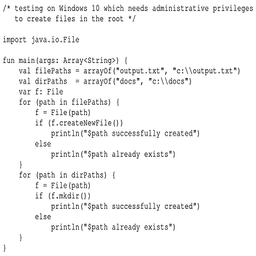 /* testing on Windows 10 which needs administrative privileges
   to create files in the root */

import java.io.File

fun main(args: Array<String>) {
    val filePaths = arrayOf("output.txt", "c:\\output.txt")
    val dirPaths  = arrayOf("docs", "c:\\docs")
    var f: File
    for (path in filePaths) {
        f = File(path)
        if (f.createNewFile())
            println("$path successfully created")
        else
            println("$path already exists")
    }
    for (path in dirPaths) {
        f = File(path)
        if (f.mkdir())
            println("$path successfully created")
        else
            println("$path already exists")
    }
}